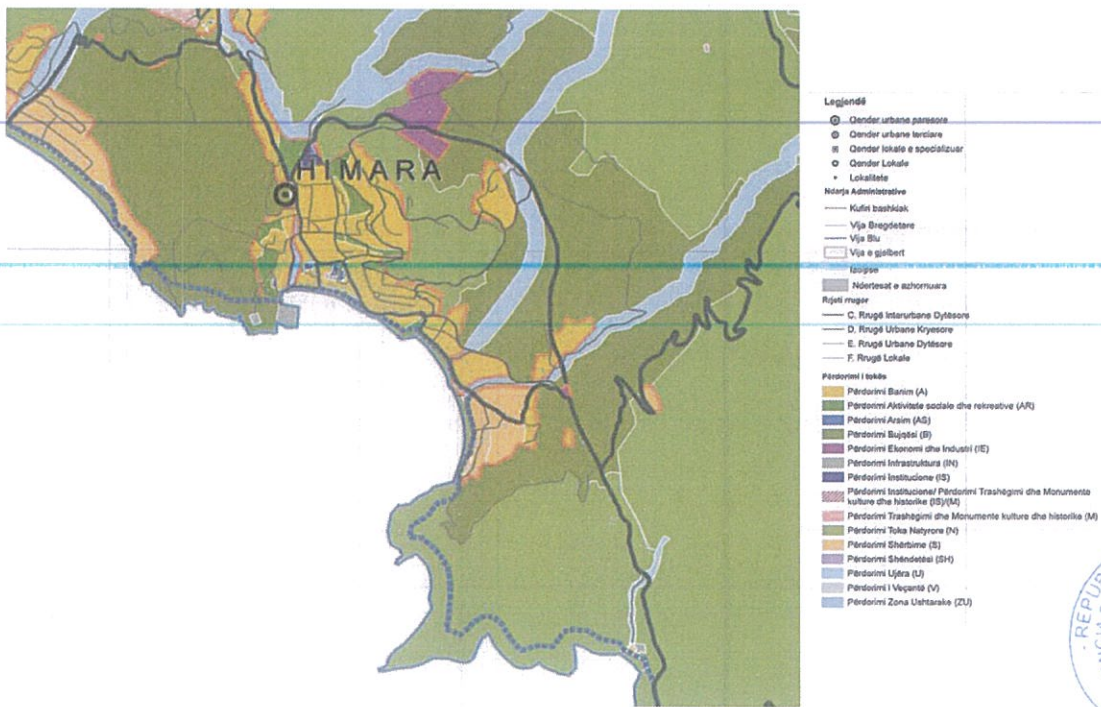 HIMARA
Legjendë
Qender urbane paresore
Qender urbane terciare
Qender lokale e specializuar
Qender Lokale
Lokalitete
Ndarja Administrative
Kufiri bashkiak
Vija Bregdetare
Vija Blu
Vija e gjelbert
Izoipse
Ndertesat e azhornuara
Rrjeti rrugor
C. Rrugë Interurbane Dytësore
D. Rrugë Urbane Kryesore
E. Rrugë Urbane Dytësore
F. Rrugë Lokale
Përdorimi i tokës
Përdorimi Banim (A)
Përdorimi Aktivitete sociale dhe rekreative (AR)
Përdorimi Arsim (AS)
Përdorimi Bujqësi (B)
Përdorimi Ekonomi dhe Industri (IE)
Përdorimi Infrastruktura (IN)
Përdorimi Institucione (IS)
Përdorimi Institucione/ Përdorimi Trashëgimi dhe Monumente
kulture dhe historike (IS)/(M)
Përdorimi Trashëgimi dhe Monumente kulture dhe historike (M)
Përdorimi Toka Natyrore (N)
Përdorimi Shërbime (S)
Përdorimi Shëndetësi (SH)
Përdorimi Ujëra (U)
Përdorimi i Veçantë (V)
Përdorimi Zona Ushtarake (ZU)